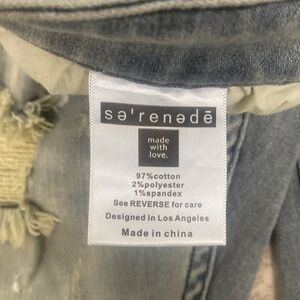 sə'renədē
made
with
love.
97%cotton
2%polyester
1%spandex
See REVERSE for care
Designed in Los Angeles
Made in china